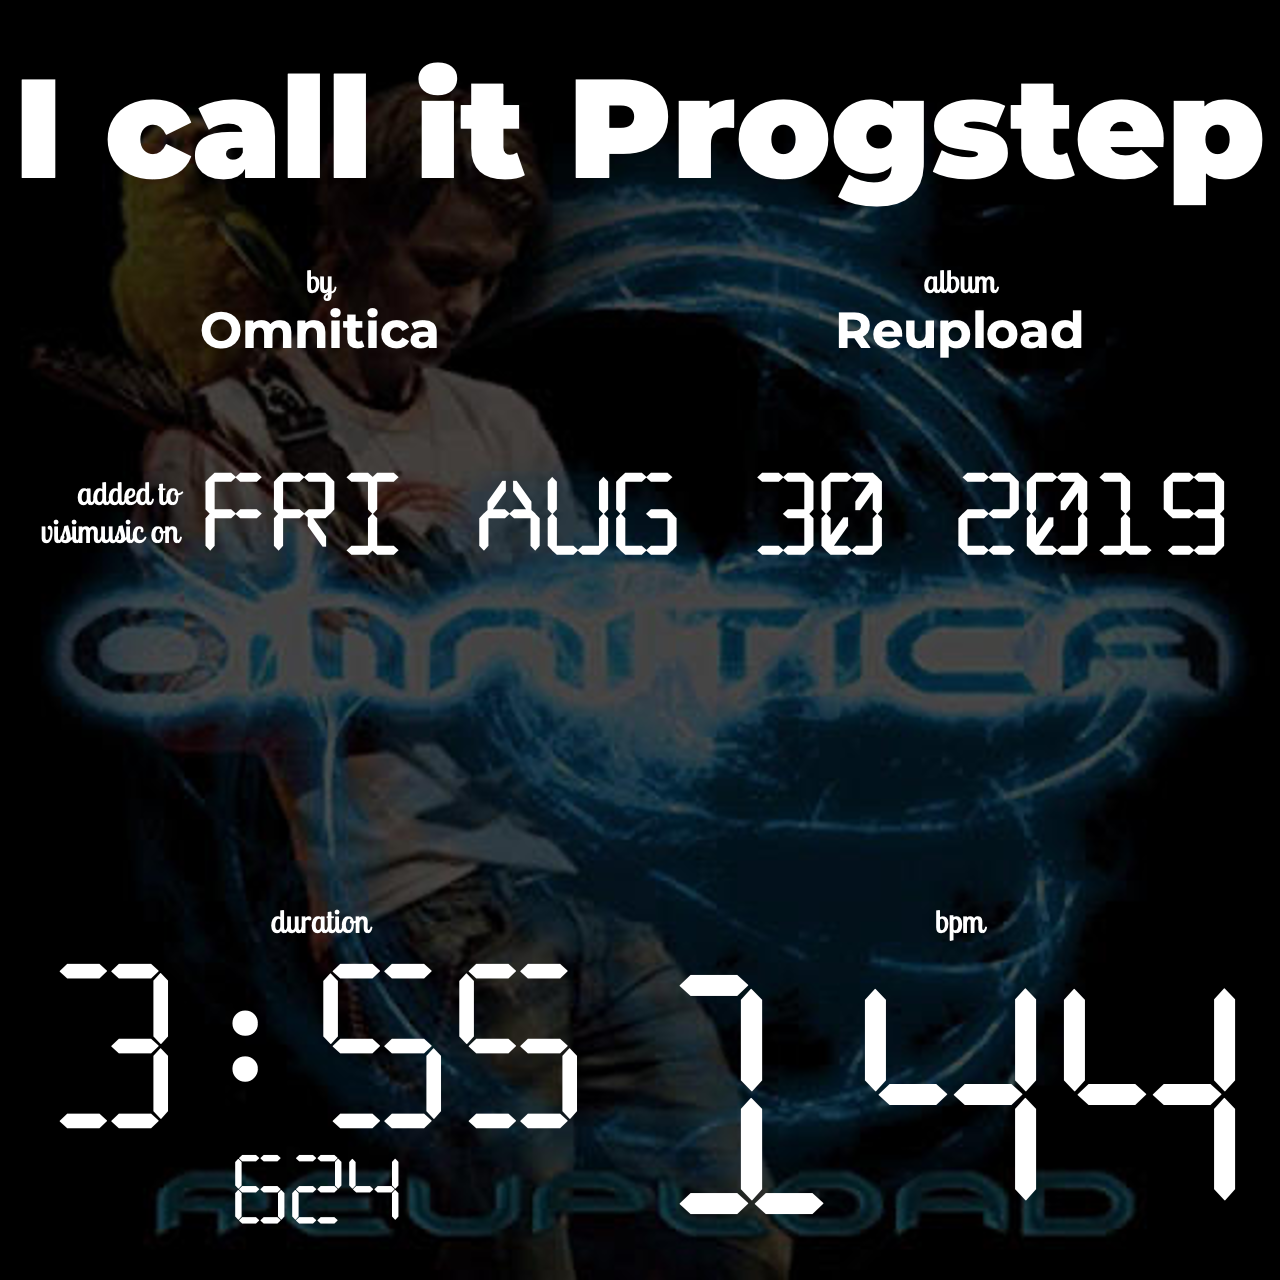 I call it Progstep
by
Omnitica
album
Reupload
added to
visimusic on
FRI AUG 30 2019
OMNITICA
duration
3:55
624
bpm
144
REUPLOAD